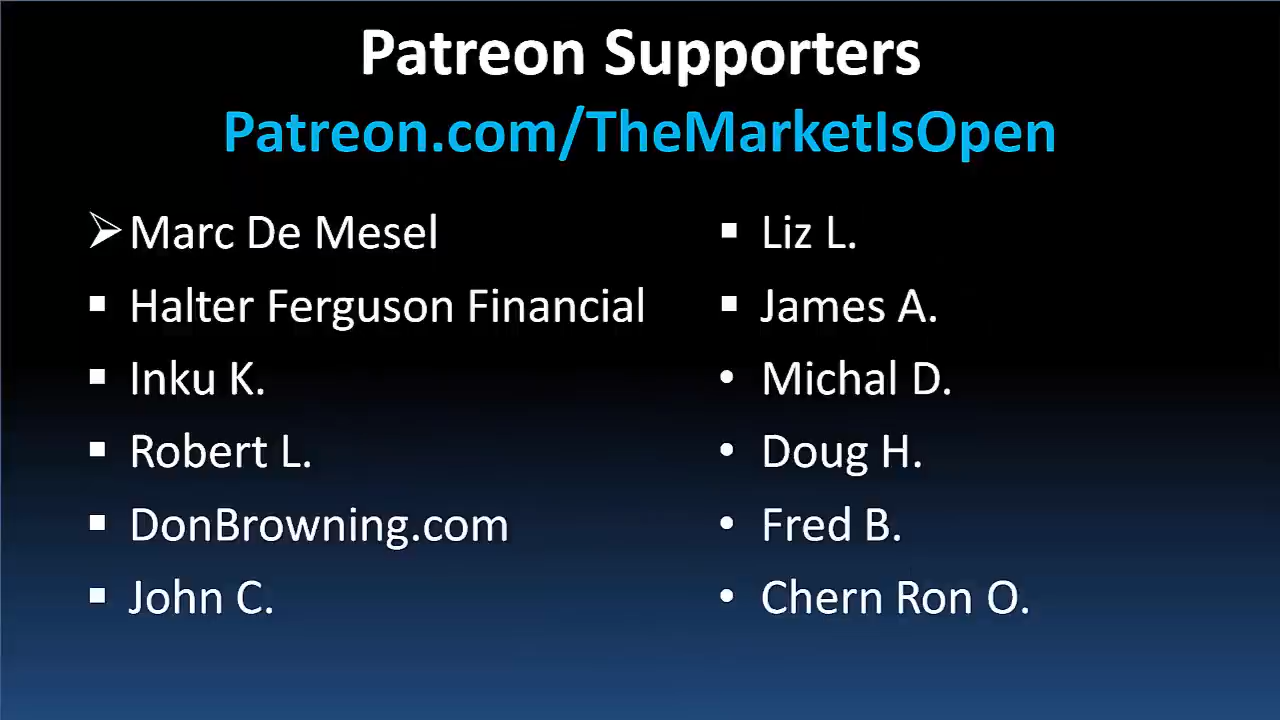 Patreon Supporters
Patreon.com/TheMarketIsOpen
➢Marc De Mesel
▪ Halter Ferguson Financial
▪ Inku K.
▪ Robert L.
▪ DonBrowning.com
▪ John C.
▪ Liz L.
▪ James A.
• Michal D.
• Doug H.
• Fred B.
• Chern Ron O.